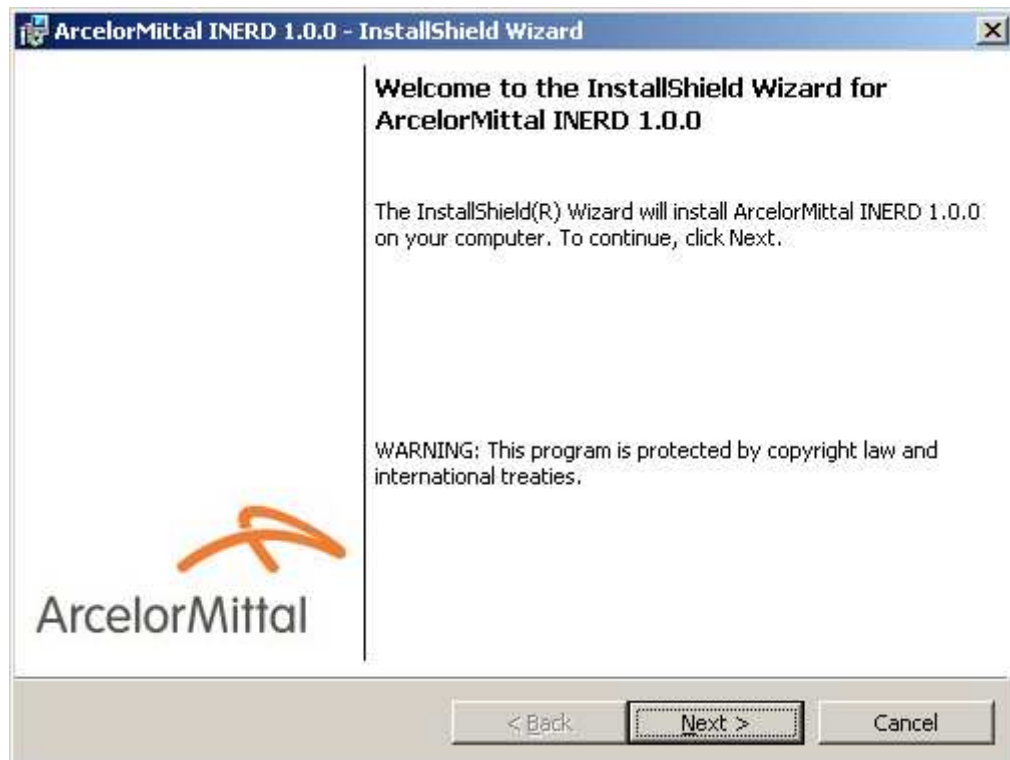 ArcelorMittal INERD 1.0.0 - InstallShield Wizard
Welcome to the InstallShield Wizard for
ArcelorMittal INERD 1.0.0
The InstallShield(R) Wizard will install ArcelorMittal INERD 1.0.0
on your computer. To continue, click Next.
WARNING: This program is protected by copyright law and
international treaties.
ArcelorMittal
< Back
Next >
Cancel